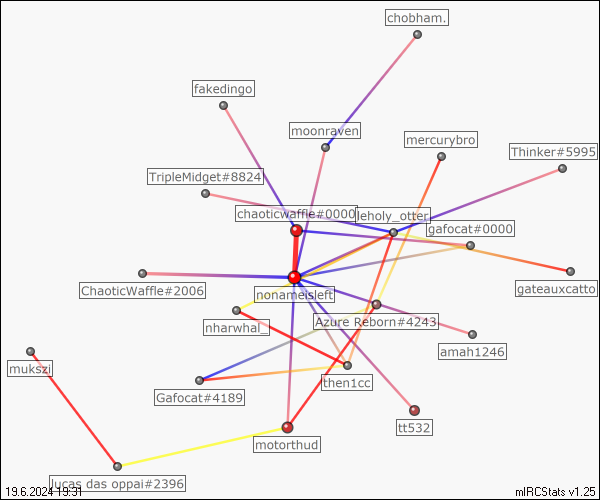 chobham.
fakedingo
moonraven
mercurybro
Thinker#5995
TripleMidget#8824
chaoticwaffle#0000
leholy_otter
gafocat#0000
ChaoticWaffle#2006
gateauxcatto
nonameisleft
nharwhal_
Azure Reborn#4243
amah1246
mukszi
then1cc
Gafocat#4189
tt532
motorthud
lucas das oppai#2396
19.6.2024 19:31
mIRCStats v1.25